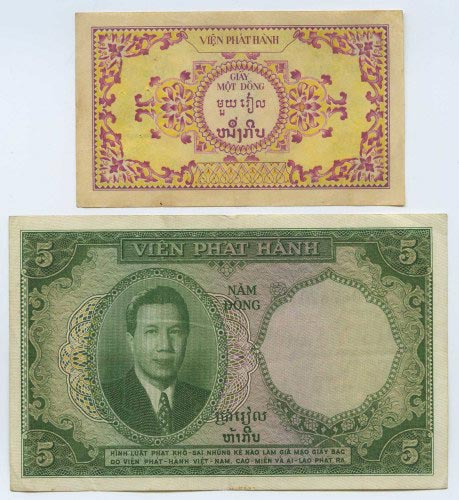 VIỆN PHÁT HÀNH
GIẤY
MỘT ĐỒNG
មួយរៀល
ໜຶ່ງກີບ
5 VIỆN PHÁT HÀNH 5
NĂM
ĐỒNG
ប្រាំរៀល
ຫ້າກີບ
HÌNH LUẬT PHẠT KHỔ-SAI NHỮNG KẺ NÀO LÀM GIẢ MẠO GIẤY BẠC
5 DO VIỆN PHÁT-HÀNH VIỆT-NAM, CAO-MIÊN VÀ AI-LAO PHÁT RA. 5